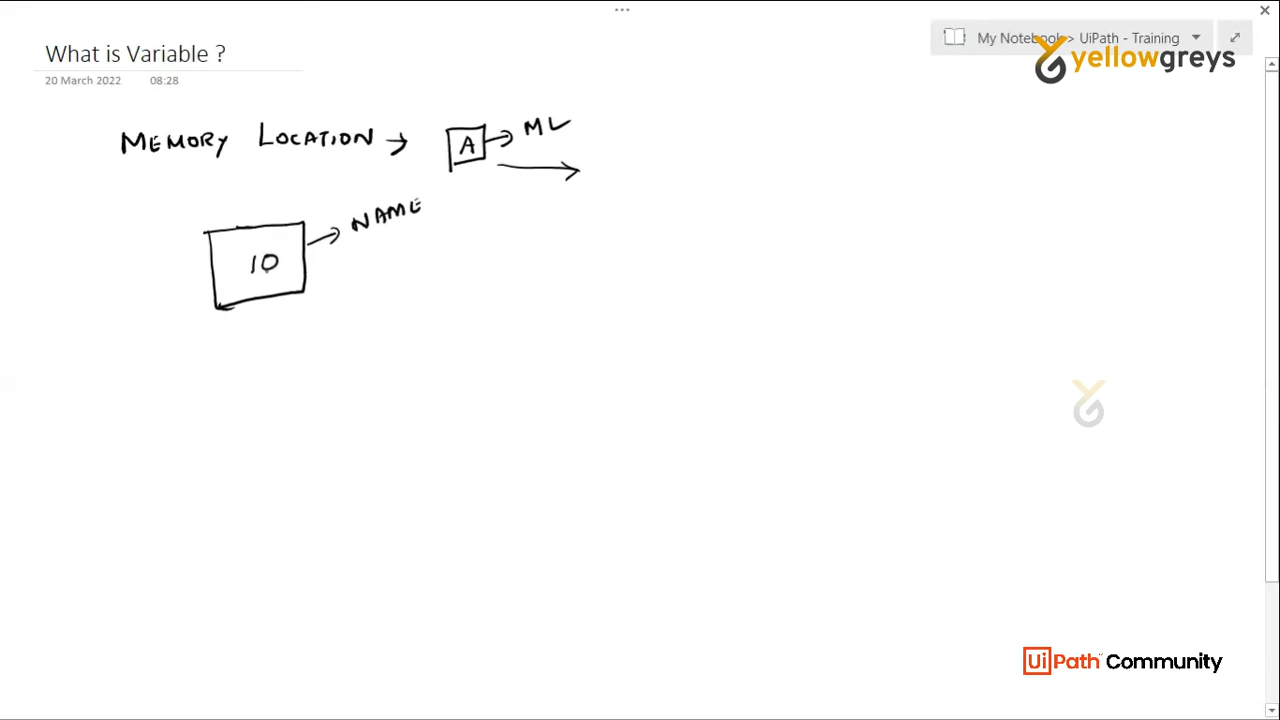 What is Variable ?
20 March 2022 08:28
My Notebook > UiPath - Training
yellowgreys
MEMORY LOCATION → A → ML
NAME
10
UiPath Community